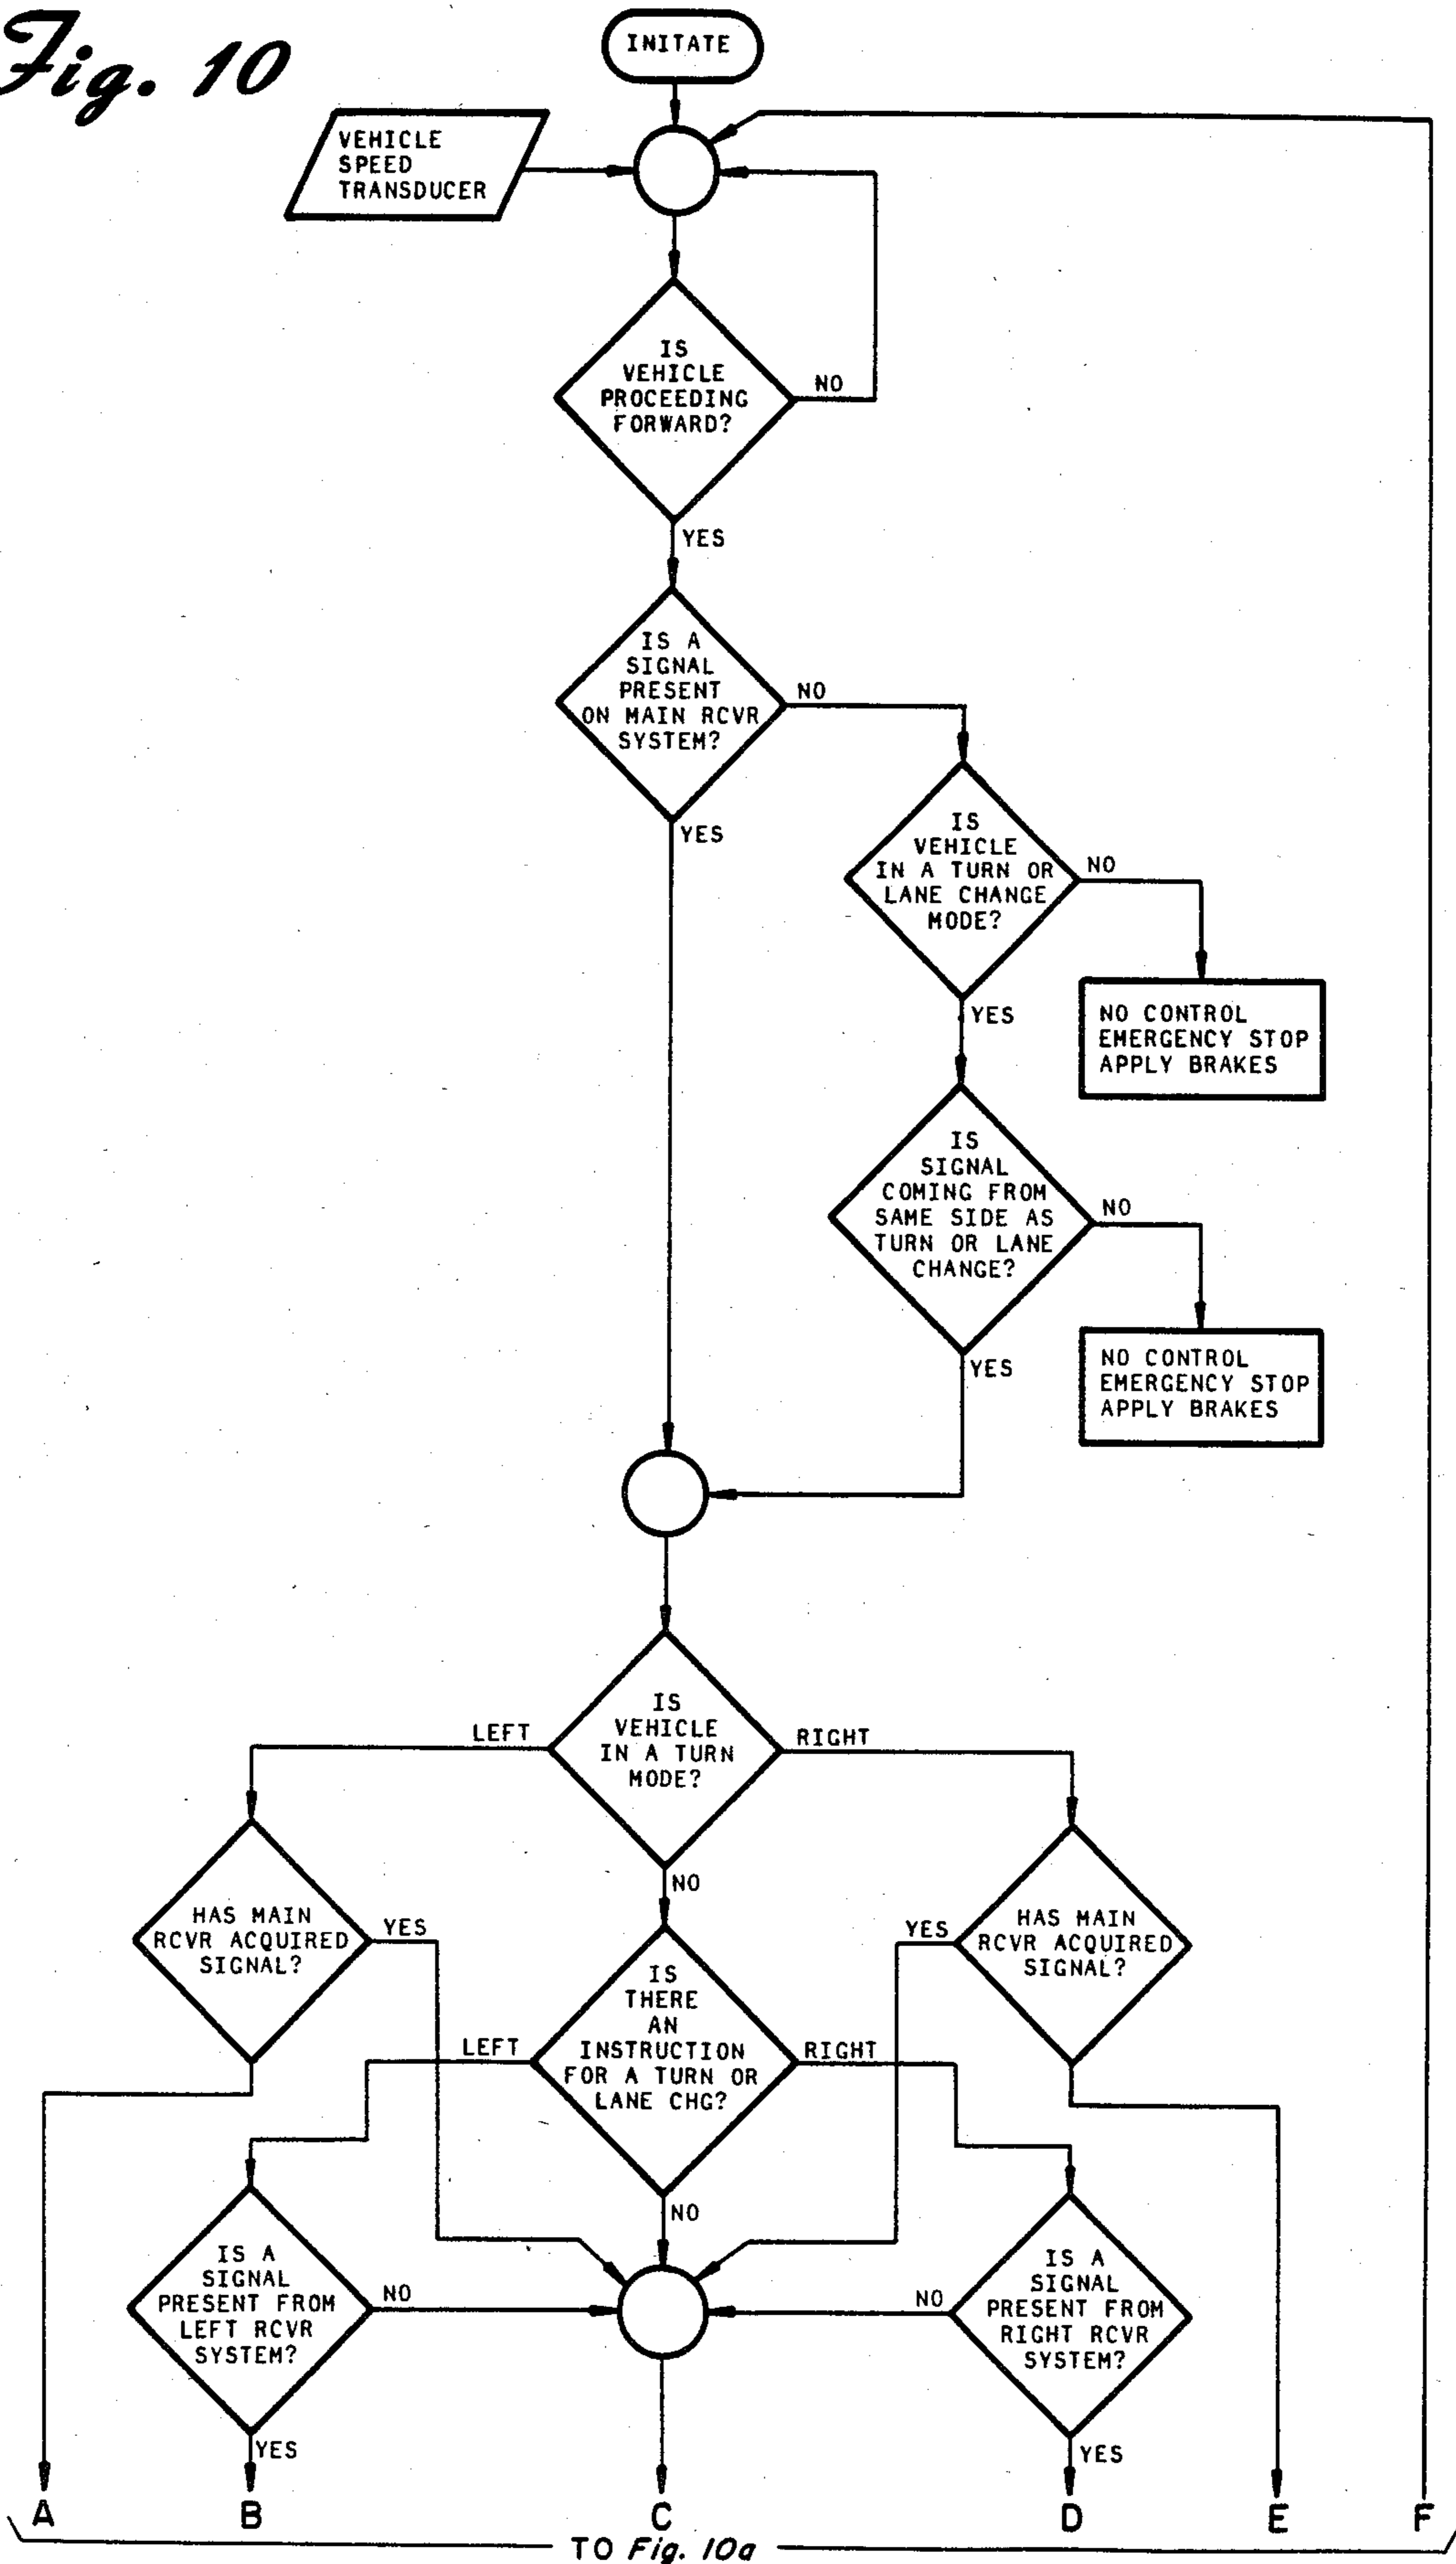 Fig. 10
INITATE
VEHICLE
SPEED
TRANSDUCER
IS
VEHICLE
PROCEEDING
FORWARD?
NO
YES
IS A
SIGNAL
PRESENT
ON MAIN RCVR
SYSTEM?
NO
YES
IS
VEHICLE
IN A TURN OR
LANE CHANGE
MODE?
NO
YES
NO CONTROL
EMERGENCY STOP
APPLY BRAKES
IS
SIGNAL
COMING FROM
SAME SIDE AS
TURN OR LANE
CHANGE?
NO
YES
NO CONTROL
EMERGENCY STOP
APPLY BRAKES
IS
VEHICLE
IN A TURN
MODE?
LEFT
RIGHT
NO
HAS MAIN
RCVR ACQUIRED
SIGNAL?
YES
HAS MAIN
RCVR ACQUIRED
SIGNAL?
YES
IS
THERE
AN
INSTRUCTION
FOR A TURN OR
LANE CHG?
LEFT
RIGHT
NO
IS A
SIGNAL
PRESENT FROM
LEFT RCVR
SYSTEM?
NO
YES
IS A
SIGNAL
PRESENT FROM
RIGHT RCVR
SYSTEM?
NO
YES
A
B
C
D
E
F
TO Fig. 10a